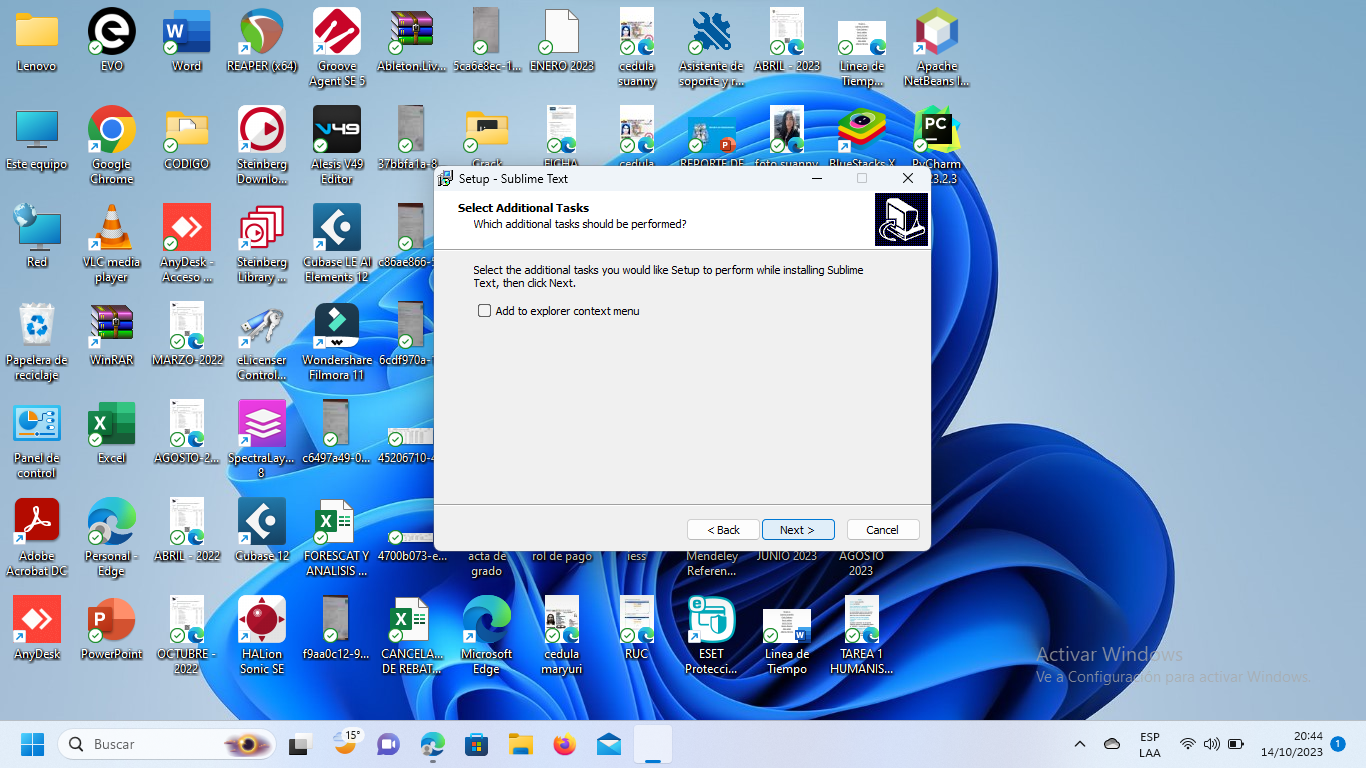 Lenovo
EVO
Word
REAPER (x64)
Groove
Agent SE 5
Ableton.Liv...
5ca6e8ec-1...
ENERO 2023
cedula
suanny
Asistente de
soporte y r...
ABRIL - 2023
Linea de
Tiemp...
Apache
NetBeans I...
Este equipo
Google
Chrome
CODIGO
Steinberg
Downlo...
V49
Alesis V49
Editor
37bbfa1a-8
Crack
FICHA
cedula
REPORTE DE
foto suanny
BlueStacks X
PC
PyCharm
Setup - Sublime Text
Select Additional Tasks
Which additional tasks should be performed?
Select the additional tasks you would like Setup to perform while installing Sublime
Text, then click Next.
Add to explorer context menu
< Back
Next >
Cancel
Red
VLC media
player
AnyDesk -
Acceso ...
Steinberg
Library ...
Cubase LE AI
Elements 12
c86ae866-5
Papelera de
reciclaje
WinRAR
MARZO-2022
eLicenser
Control...
Wondershare
Filmora 11
6cdf970a-1
Panel de
control
Excel
AGOSTO-2...
SpectraLay...
8
c6497a49-0...
45206710-4
Adobe
Acrobat DC
Personal -
Edge
ABRIL - 2022
Cubase 12
FORESCAT Y
ANALISIS ...
4700b073-e...
acta de
grado
rol de pago
iess
Mendeley
Referen...
JUNIO 2023
AGOSTO
2023
AnyDesk
PowerPoint
OCTUBRE -
2022
HALion
Sonic SE
f9aa0c12-9...
CANCELA...
DE REBAT...
Microsoft
Edge
cedula
maryuri
RUC
ESET
Protecci...
Linea de
Tiempo
TAREA 1
HUMANIS...
Activar Windows
Ve a Configuración para activar Windows.
Buscar
15°
ESP
LAA
20:44
14/10/2023
1